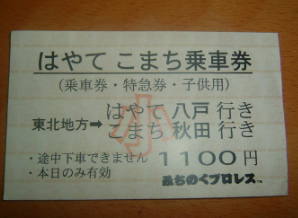 はやて こまち乗車券
(乗車券・特急券・子供用)
東北地方➡はやて 八戸 行き
こまち 秋田 行き
小
・途中下車できません
・本日のみ有効
1100円
みちのくプロレス™